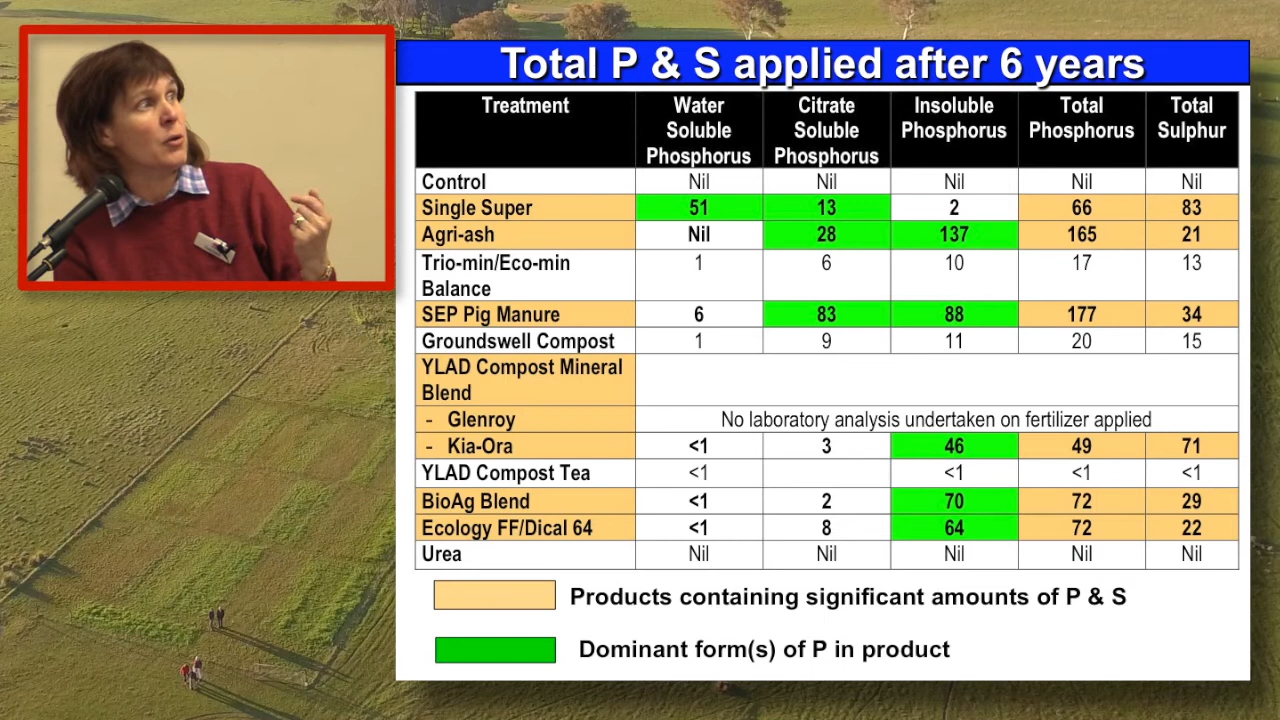 Total P & S applied after 6 years
Treatment Water Soluble Phosphorus Citrate Soluble Phosphorus Insoluble Phosphorus Total Phosphorus Total Sulphur
Control Nil Nil Nil Nil Nil
Single Super 51 13 2 66 83
Agri-ash Nil 28 137 165 21
Trio-min/Eco-min Balance 1 6 10 17 13
SEP Pig Manure 6 83 88 177 34
Groundswell Compost 1 9 11 20 15
YLAD Compost Mineral Blend
- Glenroy No laboratory analysis undertaken on fertilizer applied
- Kia-Ora <1 3 46 49 71
YLAD Compost Tea <1 <1 <1 <1
BioAg Blend <1 2 70 72 29
Ecology FF/Dical 64 <1 8 64 72 22
Urea Nil Nil Nil Nil Nil
Products containing significant amounts of P & S
Dominant form(s) of P in product